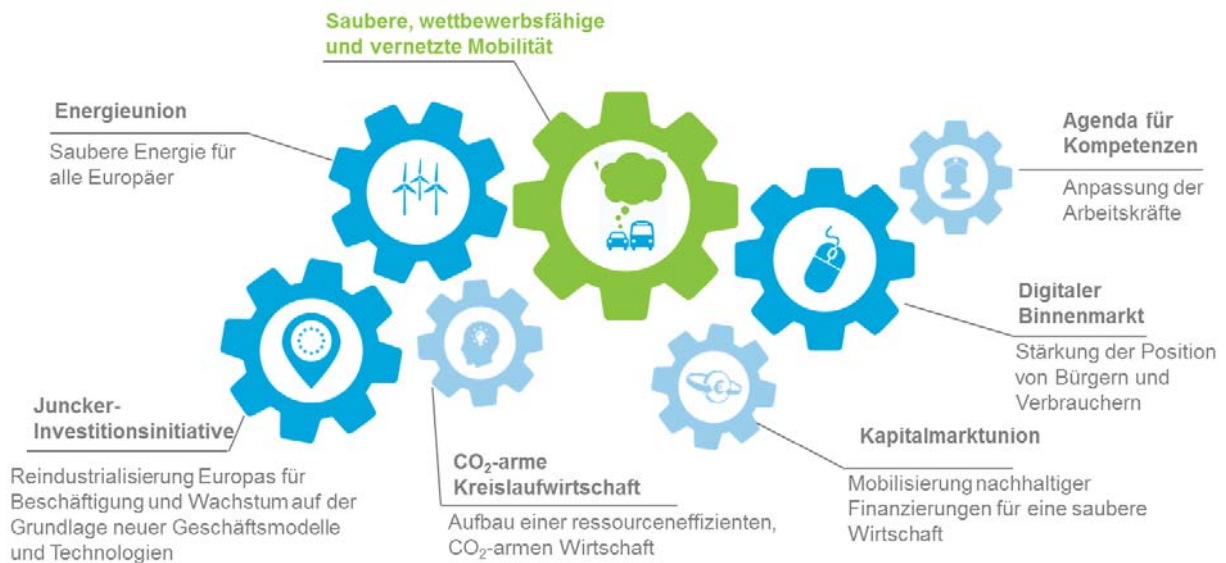 Saubere, wettbewerbsfähige
und vernetzte Mobilität
Energieunion
Saubere Energie für
alle Europäer
Agenda für
Kompetenzen
Anpassung der
Arbeitskräfte
Digitaler
Binnenmarkt
Stärkung der Position
von Bürgern und
Verbrauchern
Juncker-
Investitionsinitiative
Reindustrialisierung Europas für
Beschäftigung und Wachstum auf der
Grundlage neuer Geschäftsmodelle
und Technologien
CO₂-arme
Kreislaufwirtschaft
Aufbau einer ressourceneffizienten,
CO₂-armen Wirtschaft
Kapitalmarktunion
Mobilisierung nachhaltiger
Finanzierungen für eine saubere
Wirtschaft
€